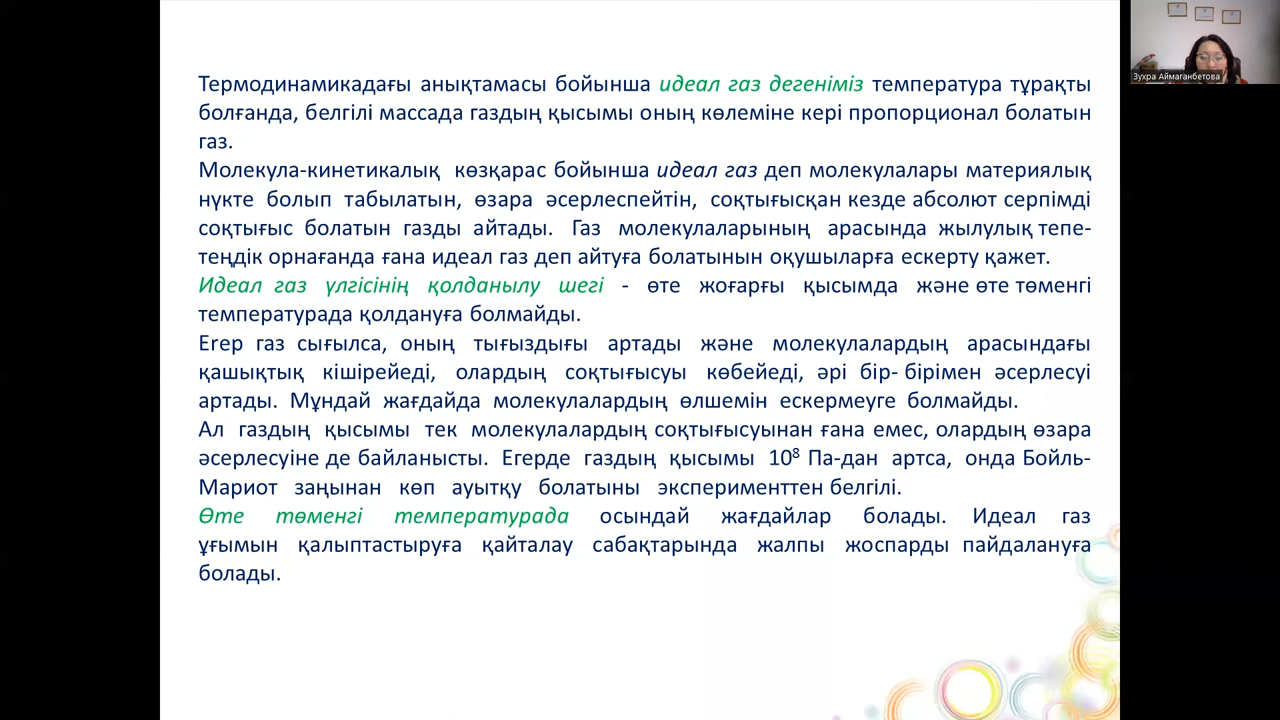 Термодинамикадағы анықтамасы бойынша идеал газ дегеніміз температура тұрақты
болғанда, белгілі массада газдың қысымы оның көлеміне кері пропорционал болатын
газ.
Молекула-кинетикалық көзқарас бойынша идеал газ деп молекулалары материялық
нүкте болып табылатын, өзара әсерлеспейтін, соқтығысқан кезде абсолют серпімді
соқтығыс болатын газды айтады. Газ молекулаларының арасында жылулық тепе-
теңдік орнағанда ғана идеал газ деп айтуға болатынын оқушыларға ескерту қажет.
Идеал газ үлгісінің қолданылу шегі - өте жоғарғы қысымда және өте төменгі
температурада қолдануға болмайды.
Егер газ сығылса, оның тығыздығы артады және молекулалардың арасындағы
қашықтық кішірейеді, олардың соқтығысуы көбейеді, әрі бір- бірімен әсерлесуі
артады. Мұндай жағдайда молекулалардың өлшемін ескермеуге болмайды.
Ал газдың қысымы тек молекулалардың соқтығысуынан ғана емес, олардың өзара
әсерлесуіне де байланысты. Егерде газдың қысымы 10⁸ Па-дан артса, онда Бойль-
Мариот заңынан көп ауытқу болатыны эксперименттен белгілі.
Өте төменгі температурада осындай жағдайлар болады. Идеал газ
ұғымын қалыптастыруға қайталау сабақтарында жалпы жоспарды пайдалануға
болады.
Зухра Аймаганбетова